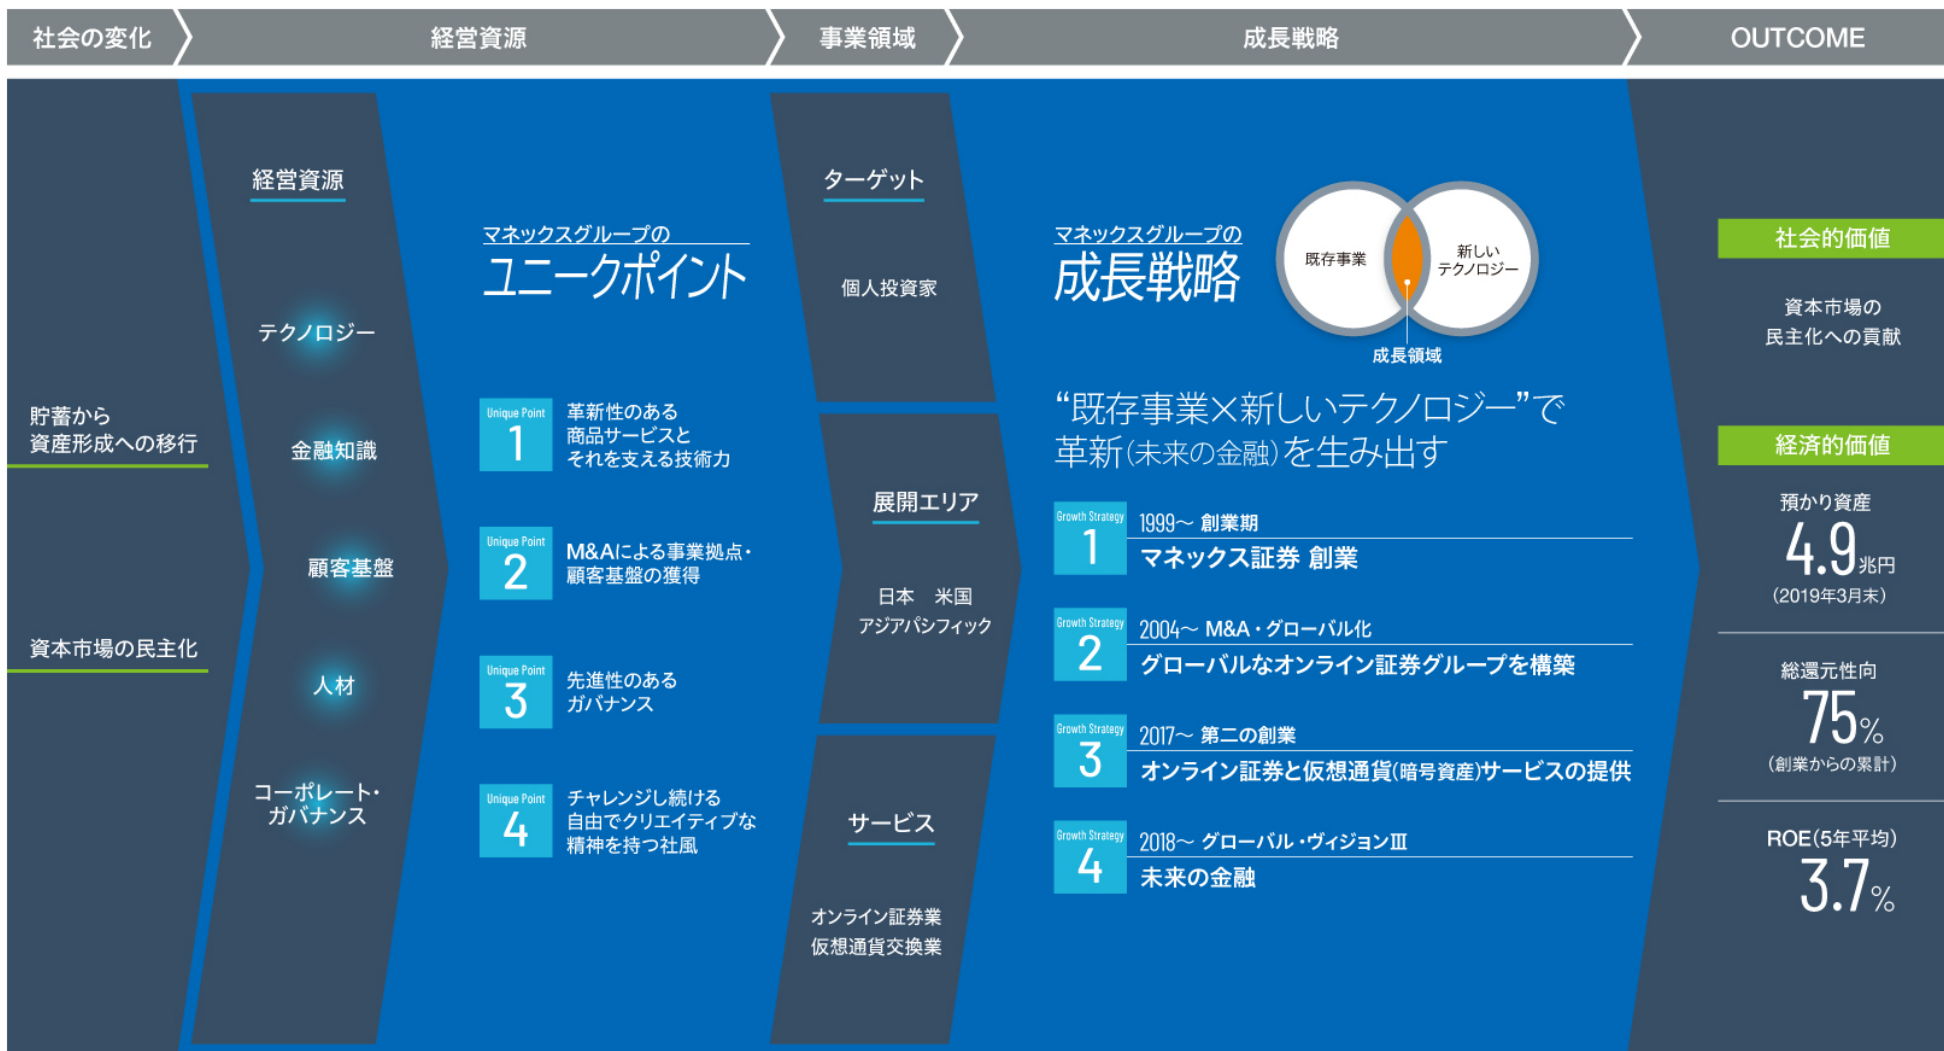 社会の変化
経営資源
事業領域
成長戦略
OUTCOME
貯蓄から
資産形成への移行
資本市場の民主化
経営資源
テクノロジー
金融知識
顧客基盤
人材
コーポレート・
ガバナンス
マネックスグループの
ユニークポイント
Unique Point
1
革新性のある
商品サービスと
それを支える技術力
Unique Point
2
M&Aによる事業拠点・
顧客基盤の獲得
Unique Point
3
先進性のある
ガバナンス
Unique Point
4
チャレンジし続ける
自由でクリエイティブな
精神を持つ社風
ターゲット
個人投資家
展開エリア
日本　米国
アジアパシフィック
サービス
オンライン証券業
仮想通貨交換業
マネックスグループの
成長戦略
既存事業
新しい
テクノロジー
成長領域
“既存事業×新しいテクノロジー”で
革新(未来の金融)を生み出す
Growth Strategy
1
1999〜 創業期
マネックス証券 創業
Growth Strategy
2
2004〜 M&A・グローバル化
グローバルなオンライン証券グループを構築
Growth Strategy
3
2017〜 第二の創業
オンライン証券と仮想通貨(暗号資産)サービスの提供
Growth Strategy
4
2018〜 グローバル・ヴィジョンⅢ
未来の金融
社会的価値
資本市場の
民主化への貢献
経済的価値
預かり資産
4.9兆円
(2019年3月末)
総還元性向
75%
(創業からの累計)
ROE(5年平均)
3.7%